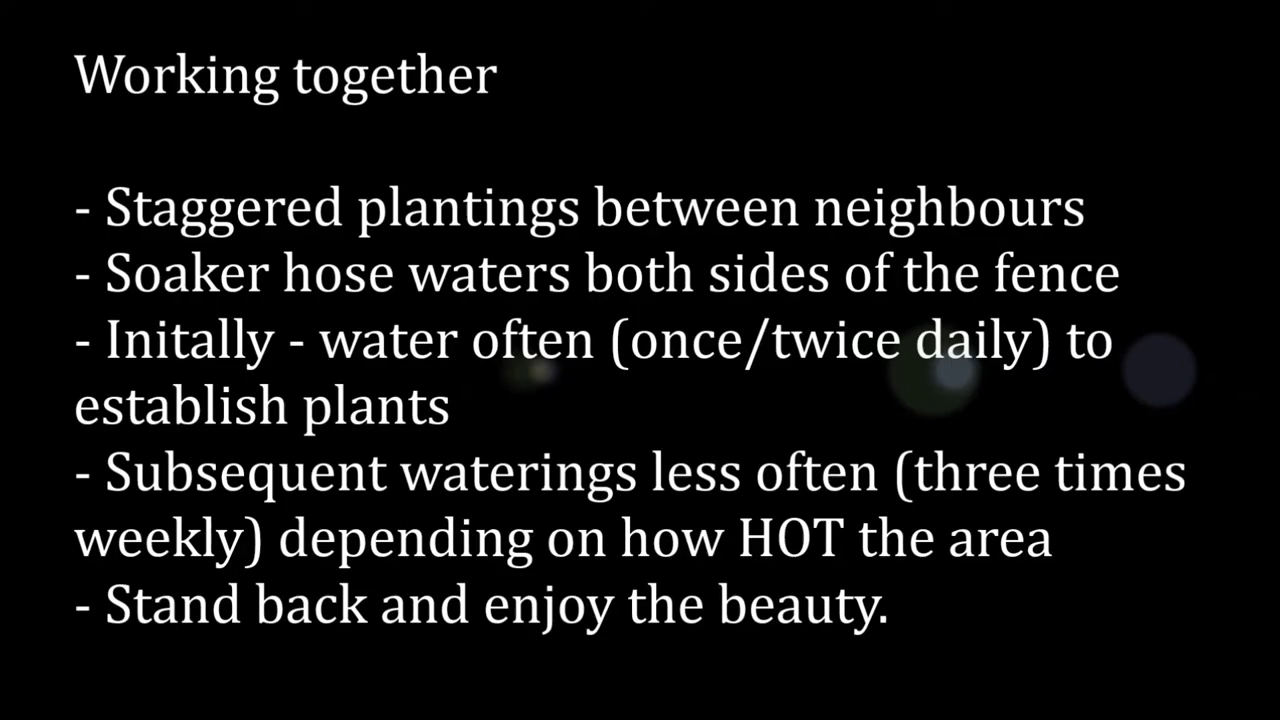 Working together
- Staggered plantings between neighbours
- Soaker hose waters both sides of the fence
- Initally - water often (once/twice daily) to
establish plants
- Subsequent waterings less often (three times
weekly) depending on how HOT the area
- Stand back and enjoy the beauty.